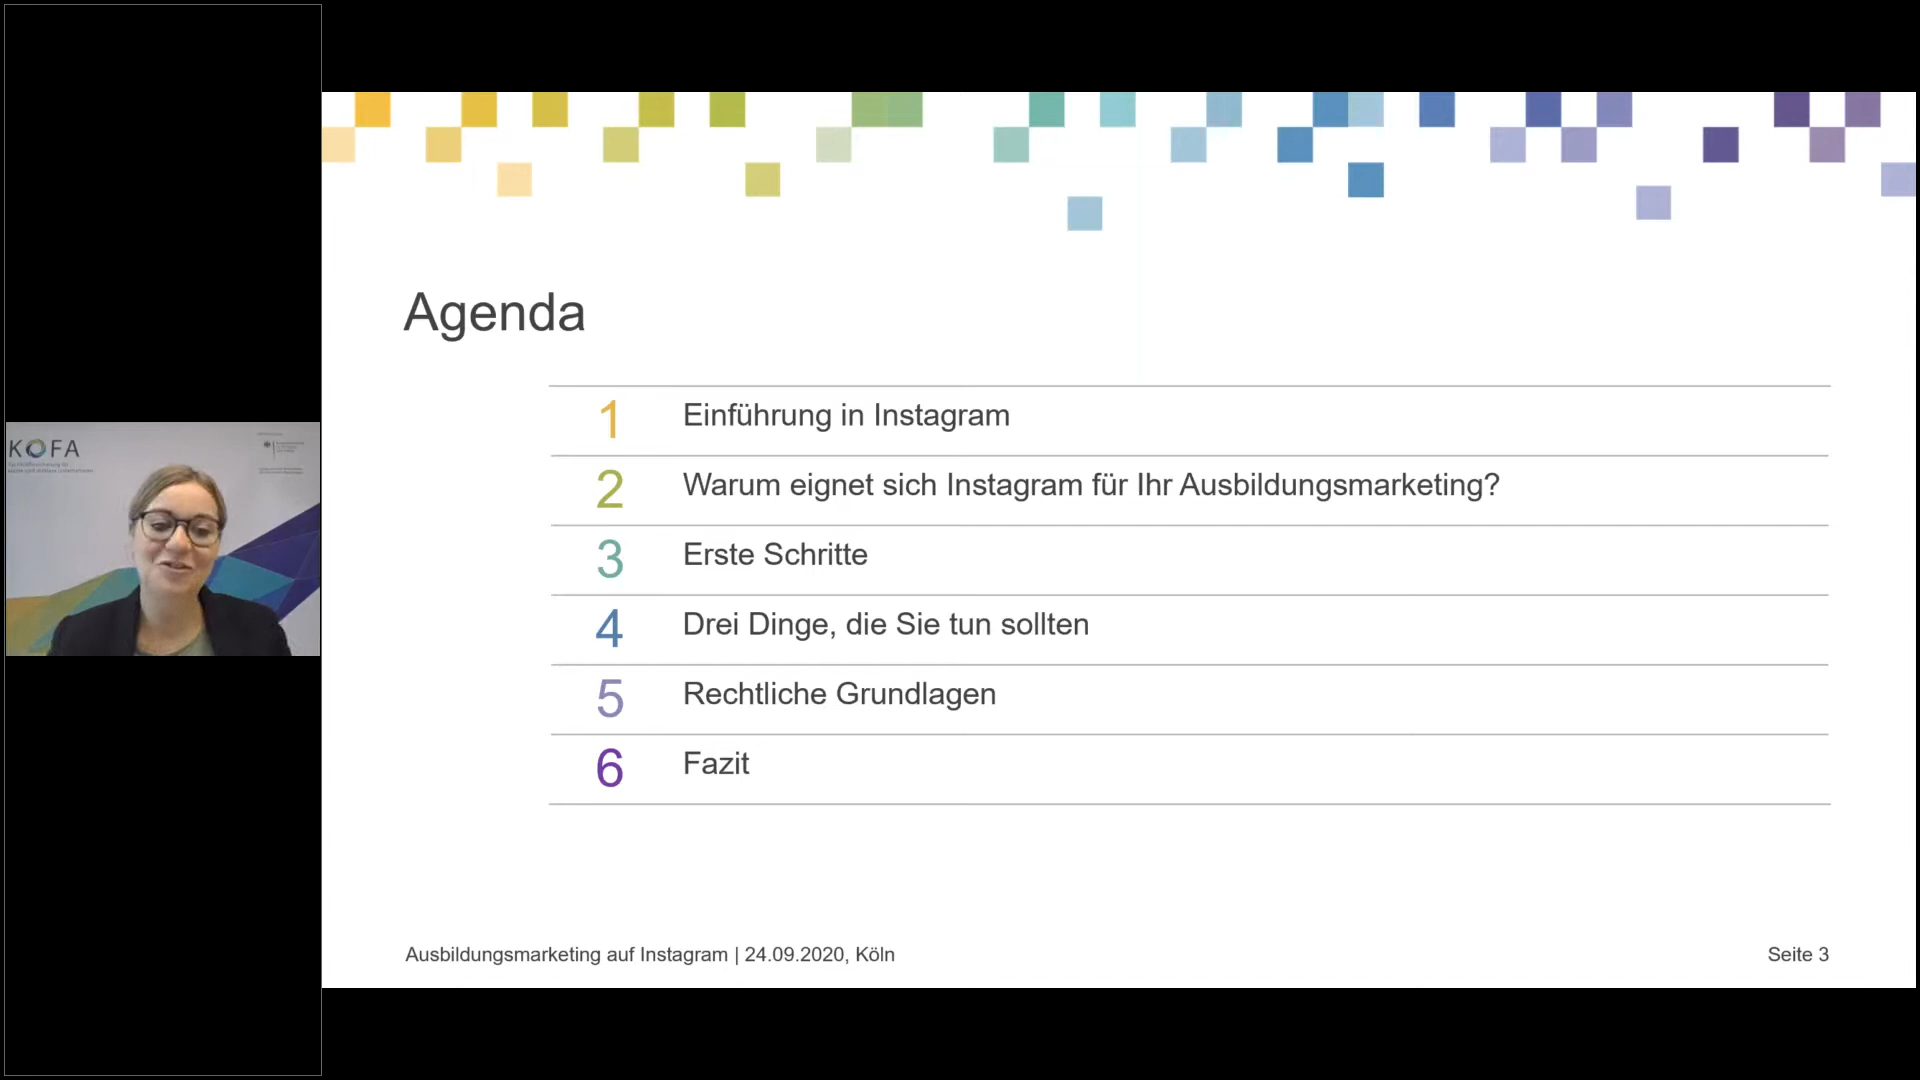 KOFA
Agenda
1 Einführung in Instagram
2 Warum eignet sich Instagram für Ihr Ausbildungsmarketing?
3 Erste Schritte
4 Drei Dinge, die Sie tun sollten
5 Rechtliche Grundlagen
6 Fazit
Ausbildungsmarketing auf Instagram | 24.09.2020, Köln
Seite 3